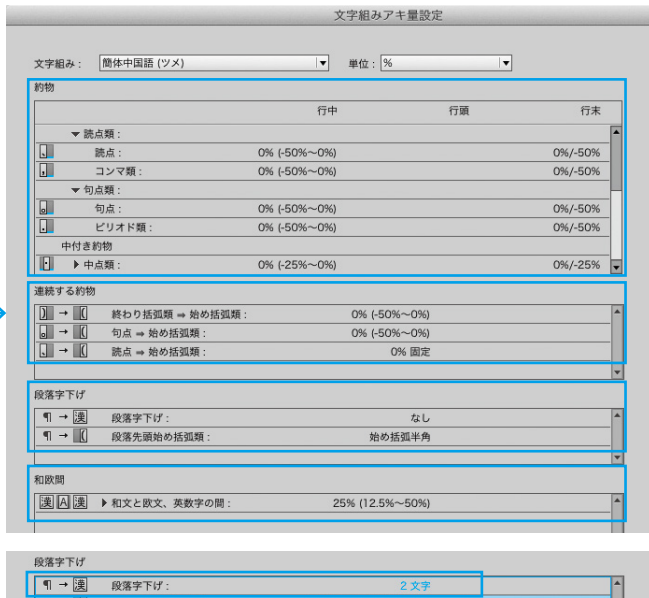 文字組みアキ量設定
文字組み： 簡体中国語 (ツメ) 単位： %
約物
行中 行頭 行末
▼ 読点類：
読点： 0% (-50%～0%) 0%/-50%
コンマ類： 0% (-50%～0%) 0%/-50%
▼ 句点類：
句点： 0% (-50%～0%) 0%/-50%
ピリオド類： 0% (-50%～0%) 0%/-50%
中付き約物
▶ 中点類： 0% (-25%～0%) 0%/-25%
連続する約物
】 → 【 終わり括弧類 ⇒ 始め括弧類： 0% (-50%～0%)
。 → 【 句点 ⇒ 始め括弧類： 0% (-50%～0%)
、 → 【 読点 ⇒ 始め括弧類： 0% 固定
段落字下げ
¶ → 漢 段落字下げ： なし
¶ → 【 段落先頭始め括弧類： 始め括弧半角
和欧間
漢 A 漢 ▶ 和文と欧文、英数字の間： 25% (12.5%～50%)
段落字下げ
¶ → 漢 段落字下げ： 2 文字